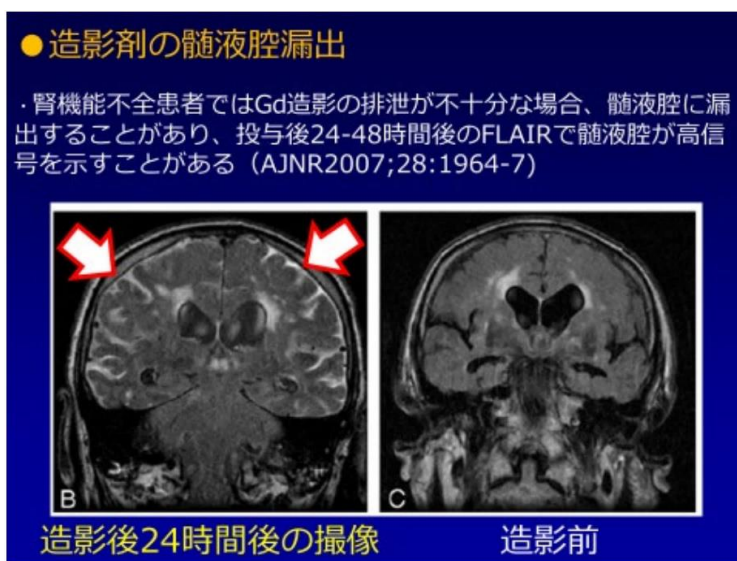 ●造影剤の髄液腔漏出
・腎機能不全患者ではGd造影の排泄が不十分な場合、髄液腔に漏
出することがあり、投与後24-48時間後のFLAIRで髄液腔が高信
号を示すことがある（AJNR2007;28:1964-7)
B
C
造影後24時間後の撮像
造影前